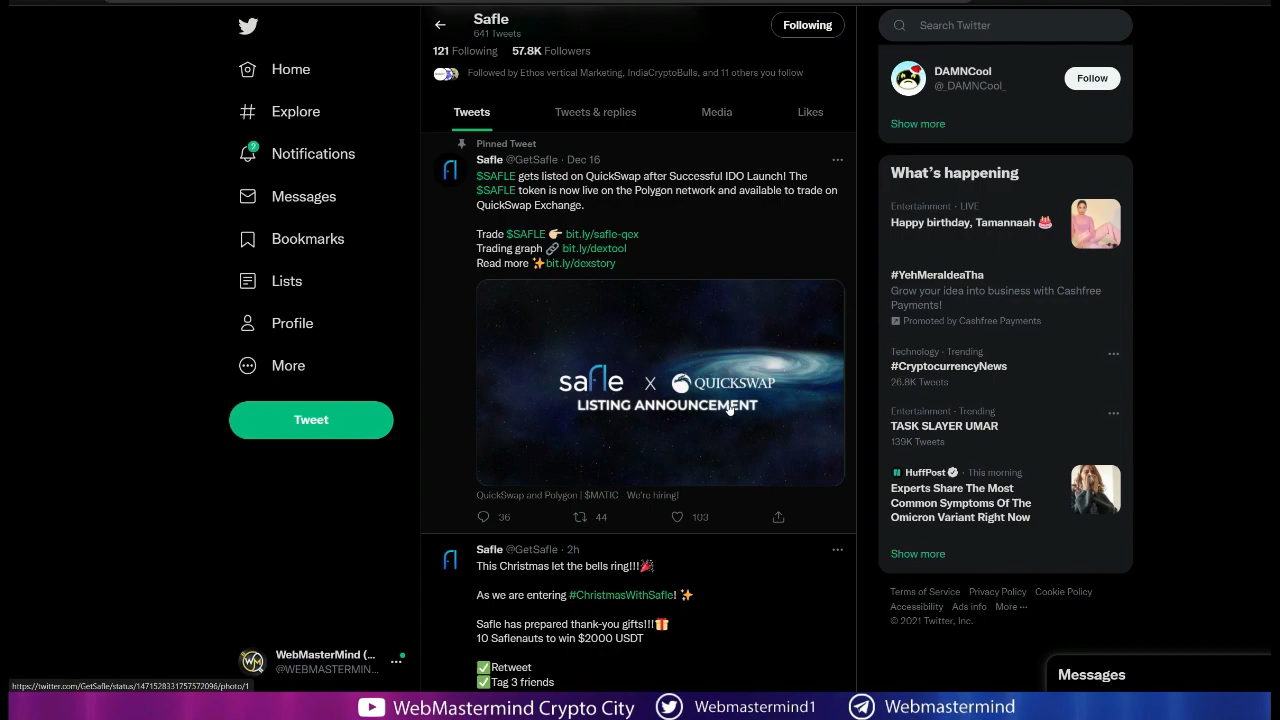 Home
Explore
2
Notifications
Messages
Bookmarks
Lists
Profile
More
Tweet
WebMasterMind (...
@WEBMASTERMIN...
https://twitter.com/GetSafle/status/1471528331757572096/photo/1
Safle
641 Tweets
Following
121 Following 57.8K Followers
Followed by Ethos vertical Marketing, IndiaCryptoBulls, and 11 others you follow
Tweets
Tweets & replies
Media
Likes
Pinned Tweet
Safle @GetSafle · Dec 16
$SAFLE gets listed on QuickSwap after Successful IDO Launch! The
$SAFLE token is now live on the Polygon network and available to trade on
QuickSwap Exchange.
Trade $SAFLE 👉🏻 bit.ly/safle-qex
Trading graph 🔗 bit.ly/dextool
Read more ✨bit.ly/dexstory
safle X QUICKSWAP
LISTING ANNOUNCEMENT
QuickSwap and Polygon | $MATIC We're hiring!
36
44
103
Safle @GetSafle · 2h
This Christmas let the bells ring!!!🎉
As we are entering #ChristmasWithSafle! ✨
Safle has prepared thank-you gifts!!!🎁
10 Saflenauts to win $2000 USDT
✅Retweet
✅Tag 3 friends
Search Twitter
DAMNCool
@_DAMNCool_
Follow
Show more
What's happening
Entertainment · LIVE
Happy birthday, Tamannaah 🎂
#YehMeraIdeaTha
Grow your idea into business with Cashfree
Payments!
Promoted by Cashfree Payments
Technology · Trending
#CryptocurrencyNews
26.8K Tweets
Entertainment · Trending
TASK SLAYER UMAR
139K Tweets
HuffPost · This morning
Experts Share The Most
Common Symptoms Of The
Omicron Variant Right Now
Show more
Terms of Service Privacy Policy Cookie Policy
Accessibility Ads info More ···
© 2021 Twitter, Inc.
Messages
WebMastermind Crypto City
Webmastermind1
Webmastermind